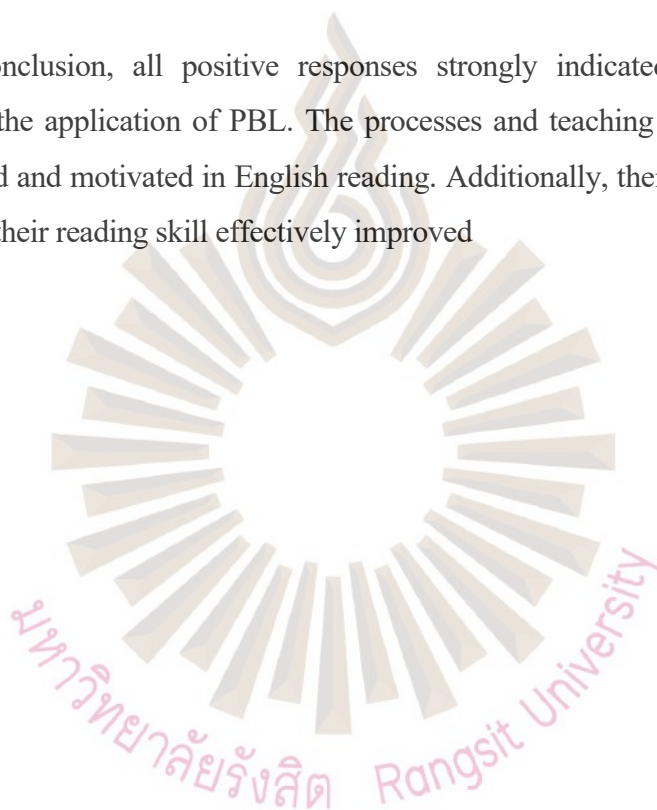 onclusion, all positive responses strongly indicated
the application of PBL. The processes and teaching
d and motivated in English reading. Additionally, thei
their reading skill effectively improved
มหาวิทยาลัยรังสิต Rangsit University